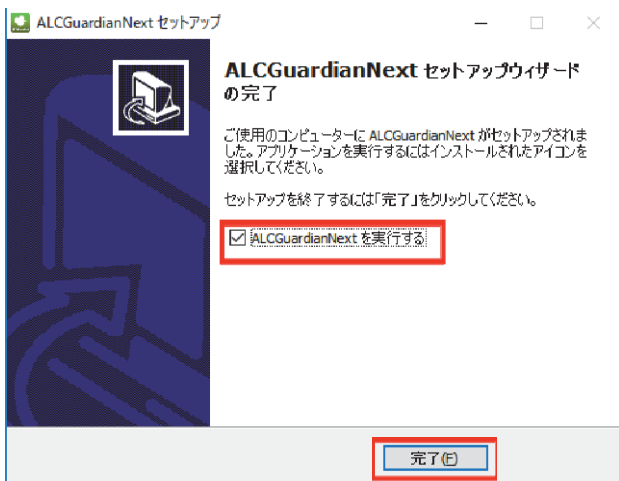 ALCGuardianNext セットアップ
ALCGuardianNext セットアップウィザード
の完了
ご使用のコンピューターに ALCGuardianNext がセットアップされま
した。アプリケーションを実行するにはインストールされたアイコンを
選択してください。
セットアップを終了するには「完了」をクリックしてください。
ALCGuardianNext を実行する
完了(F)